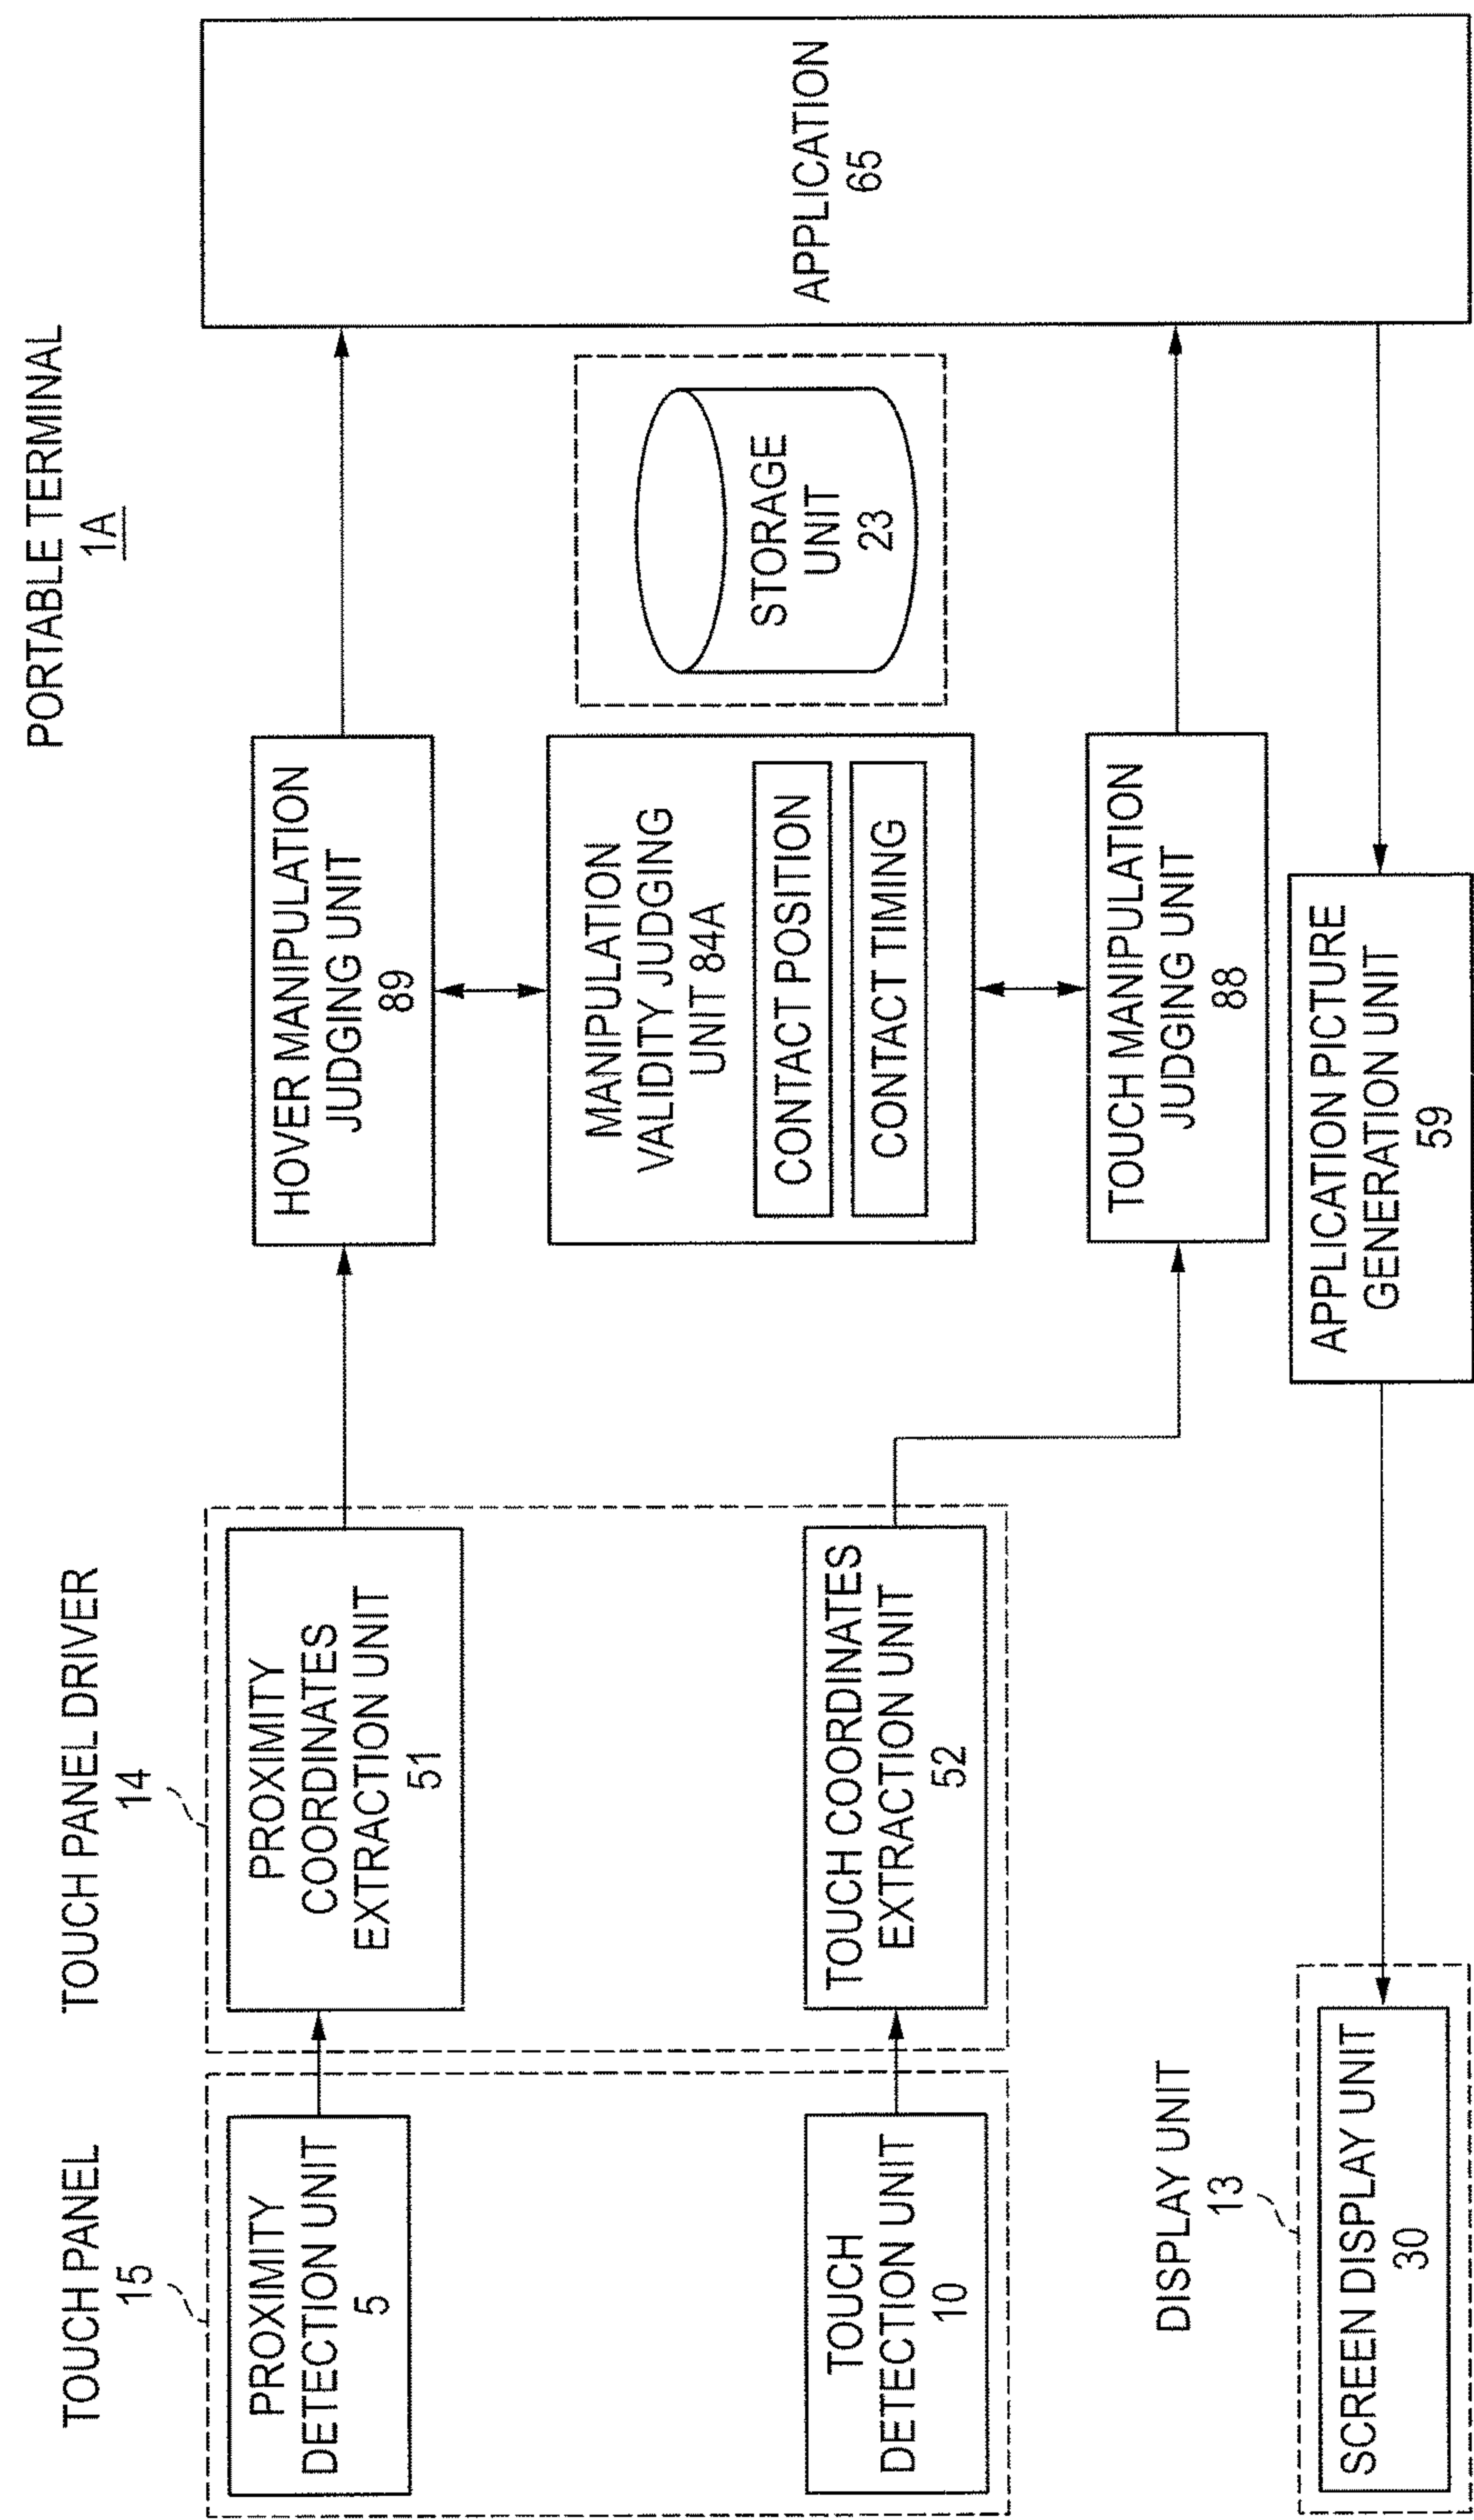 PORTABLE TERMINAL
1A
TOUCH PANEL
15
PROXIMITY
DETECTION UNIT
5
TOUCH
DETECTION UNIT
10
TOUCH PANEL DRIVER
14
PROXIMITY
COORDINATES
EXTRACTION UNIT
51
TOUCH COORDINATES
EXTRACTION UNIT
52
HOVER MANIPULATION
JUDGING UNIT
89
MANIPULATION
VALIDITY JUDGING
UNIT 84A
CONTACT POSITION
CONTACT TIMING
TOUCH MANIPULATION
JUDGING UNIT
88
STORAGE
UNIT
23
APPLICATION
65
APPLICATION PICTURE
GENERATION UNIT
59
DISPLAY UNIT
13
SCREEN DISPLAY UNIT
30